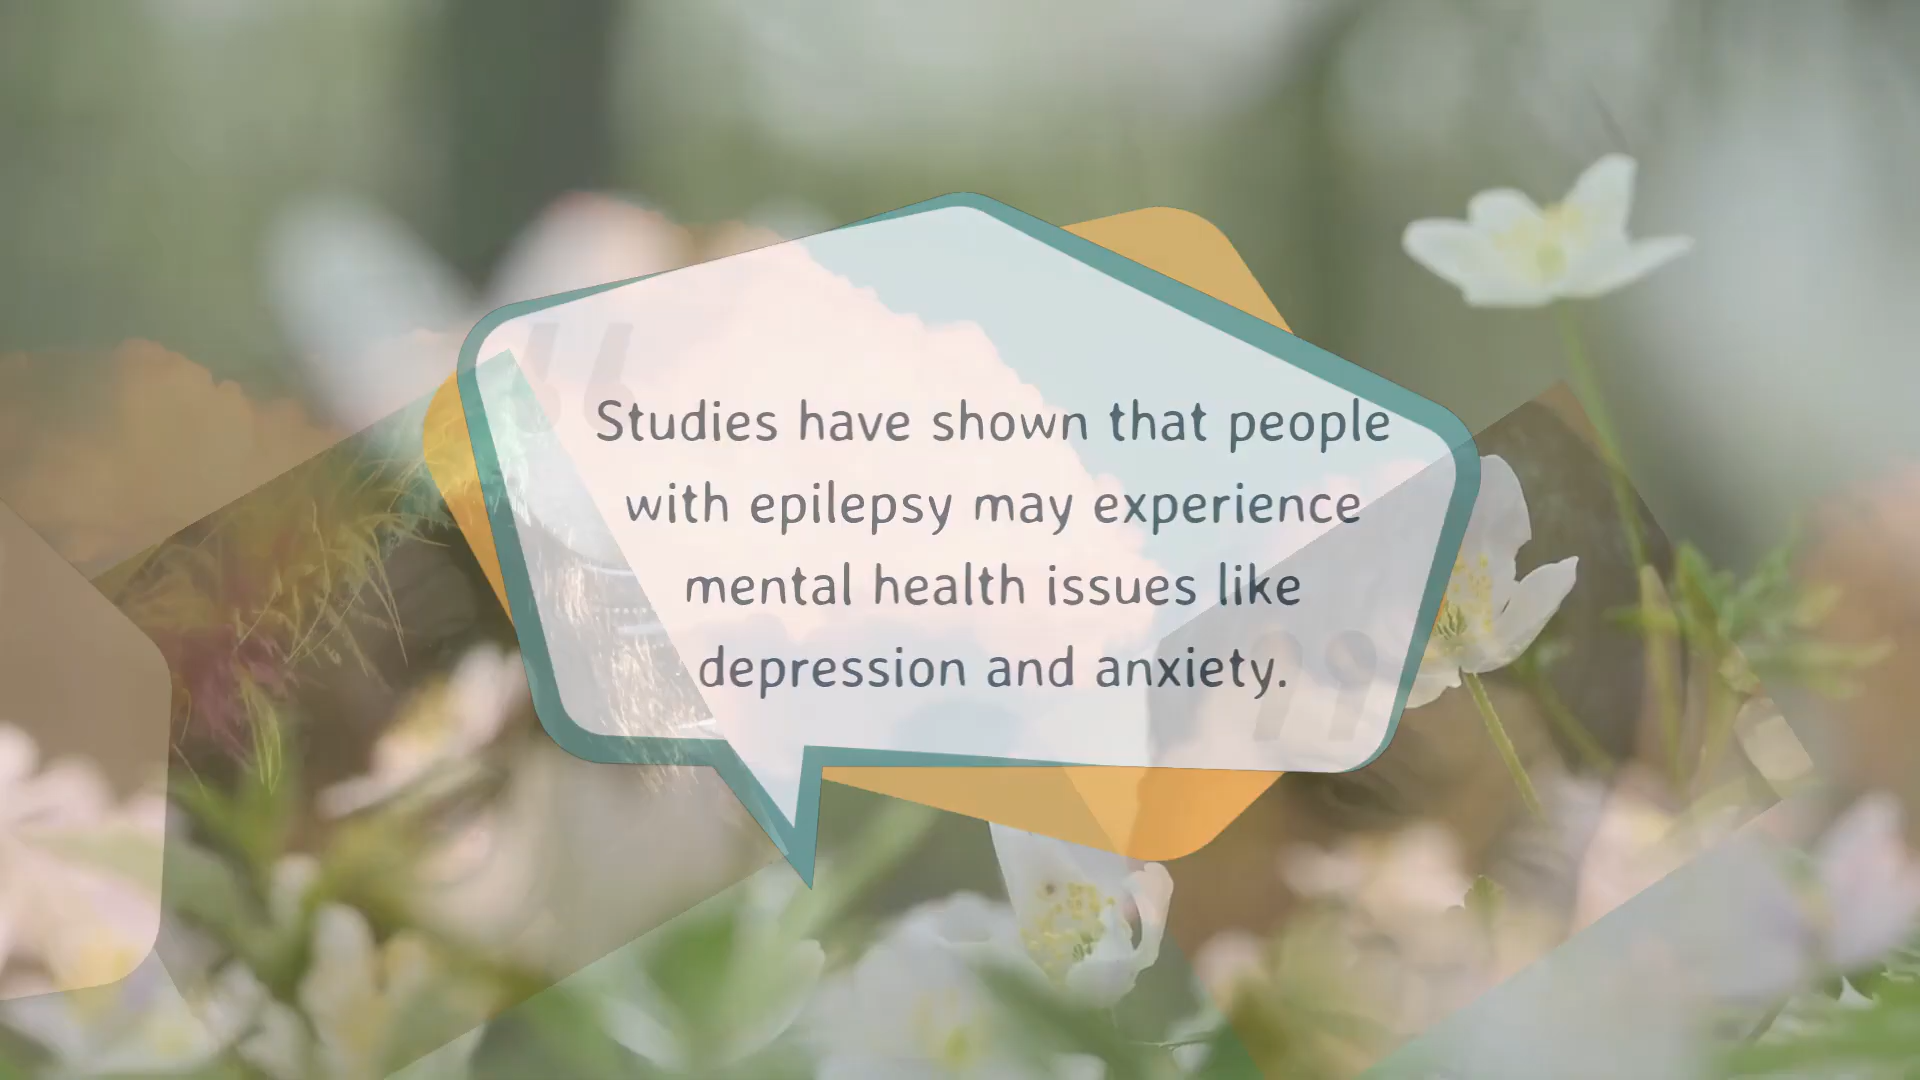 Studies have shown that people
with epilepsy may experience
mental health issues like
depression and anxiety.